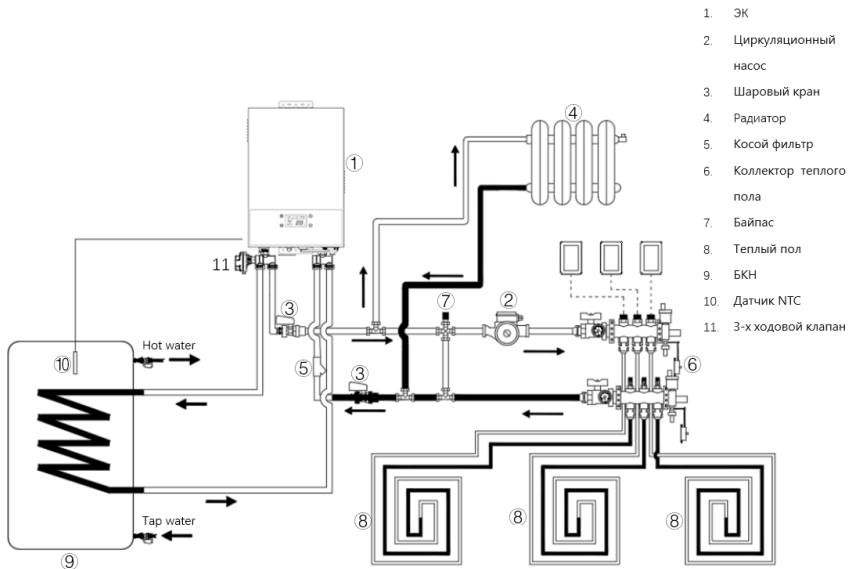 1. ЭК
2. Циркуляционный
насос
3. Шаровый кран
4. Радиатор
5. Косой фильтр
6. Коллектор теплого
пола
7. Байпас
8. Теплый пол
9. БКН
10. Датчик NTC
11. 3-х ходовой клапан
④
①
11
③
⑦
②
Hot water
⑩
⑤
③
⑥
Tap water
⑧
⑧
⑧
⑨